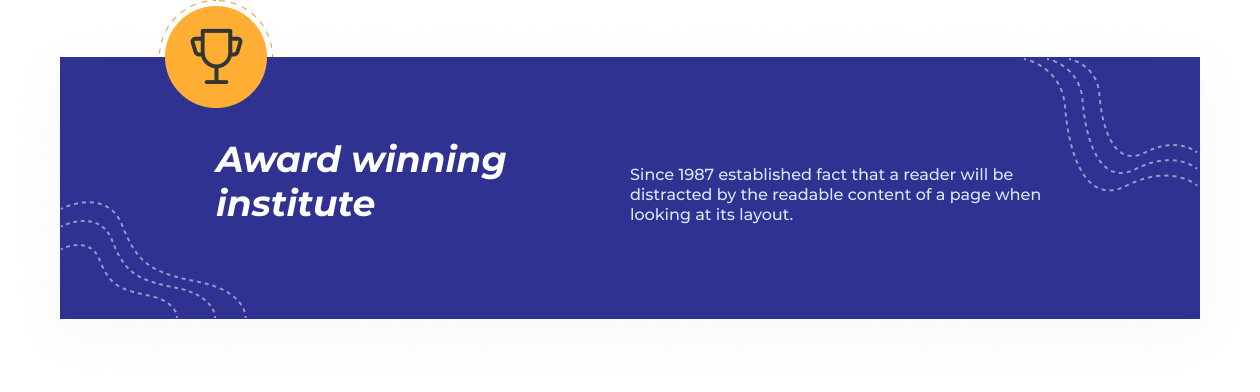 Award winning
institute
Since 1987 established fact that a reader will be
distracted by the readable content of a page when
looking at its layout.